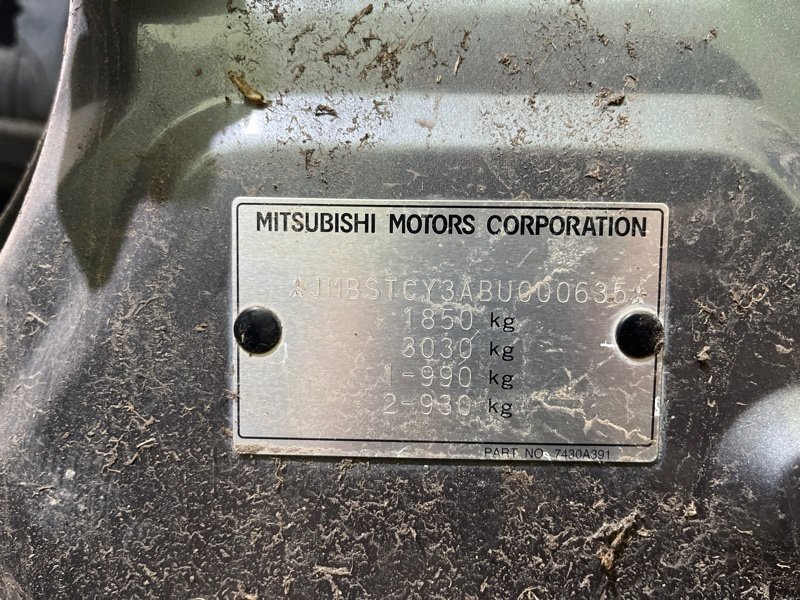 MITSUBISHI MOTORS CORPORATION
*JMBSTCY3ABU000635*
1850 kg
3030 kg
1-990 kg
2-930 kg
PART NO. 7430A391